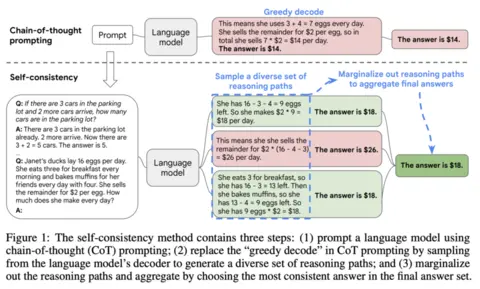 Greedy decode
Chain-of-thought
prompting
Prompt
Language
model
This means she uses 3 + 4 = 7 eggs every day.
She sells the remainder for $2 per egg, so in
total she sells 7 * $2 = $14 per day.
The answer is $14.
The answer is $14.
Self-consistency
Sample a diverse set of
reasoning paths
Marginalize out reasoning paths
to aggregate final answers
Q: If there are 3 cars in the parking
lot and 2 more cars arrive, how many
cars are in the parking lot?
A: There are 3 cars in the parking lot
already. 2 more arrive. Now there are
3 + 2 = 5 cars. The answer is 5.
...
Q: Janet's ducks lay 16 eggs per day.
She eats three for breakfast every
morning and bakes muffins for her
friends every day with four. She sells
the remainder for $2 per egg. How
much does she make every day?
A:
Language
model
She has 16 - 3 - 4 = 9 eggs
left. So she makes $2 * 9 =
$18 per day.
The answer is $18.
This means she she sells the
remainder for $2 * (16 - 4 - 3)
= $26 per day.
The answer is $26.
She eats 3 for breakfast, so
she has 16 - 3 = 13 left. Then
she bakes muffins, so she
has 13 - 4 = 9 eggs left. So
she has 9 eggs * $2 = $18.
The answer is $18.
The answer is $18.
Figure 1: The self-consistency method contains three steps: (1) prompt a language model using
chain-of-thought (CoT) prompting; (2) replace the “greedy decode” in CoT prompting by sampling
from the language model’s decoder to generate a diverse set of reasoning paths; and (3) marginalize
out the reasoning paths and aggregate by choosing the most consistent answer in the final answer set.